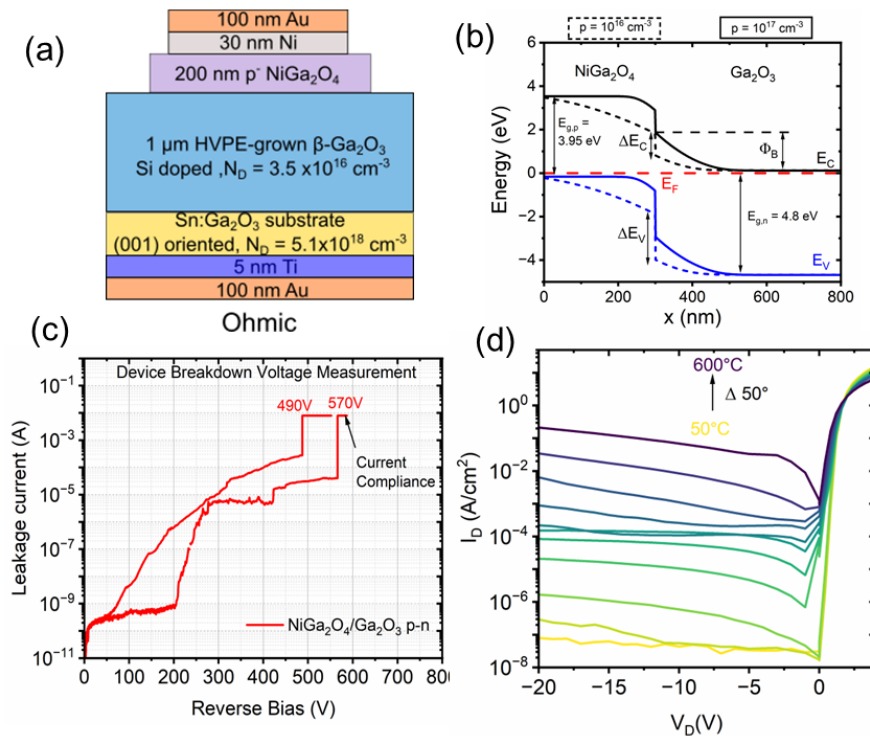 (a)
100 nm Au
30 nm Ni
200 nm p⁻ NiGa₂O₄
1 µm HVPE-grown β-Ga₂O₃
Si doped ,N_D = 3.5 x10¹⁶ cm⁻³
Sn:Ga₂O₃ substrate
(001) oriented, N_D = 5.1x10¹⁸ cm⁻³
5 nm Ti
100 nm Au
Ohmic
(b)
p = 10¹⁶ cm⁻³
p = 10¹⁷ cm⁻³
NiGa₂O₄
Ga₂O₃
E_g,p =
3.95 eV
ΔE_C
Φ_B
E_C
E_F
E_g,n = 4.8 eV
ΔE_V
E_V
Energy (eV)
6
4
2
0
−2
−4
0
200
400
600
800
x (nm)
(c)
Device Breakdown Voltage Measurement
490V
570V
Current
Compliance
NiGa₂O₄/Ga₂O₃ p-n
Leakage current (A)
10⁻¹
10⁻³
10⁻⁵
10⁻⁷
10⁻⁹
10⁻¹¹
0
100
200
300
400
500
600
700
800
Reverse Bias (V)
(d)
600°C
Δ 50°
50°C
I_D (A/cm²)
10⁰
10⁻²
10⁻⁴
10⁻⁶
10⁻⁸
−20
−15
−10
−5
0
V_D(V)